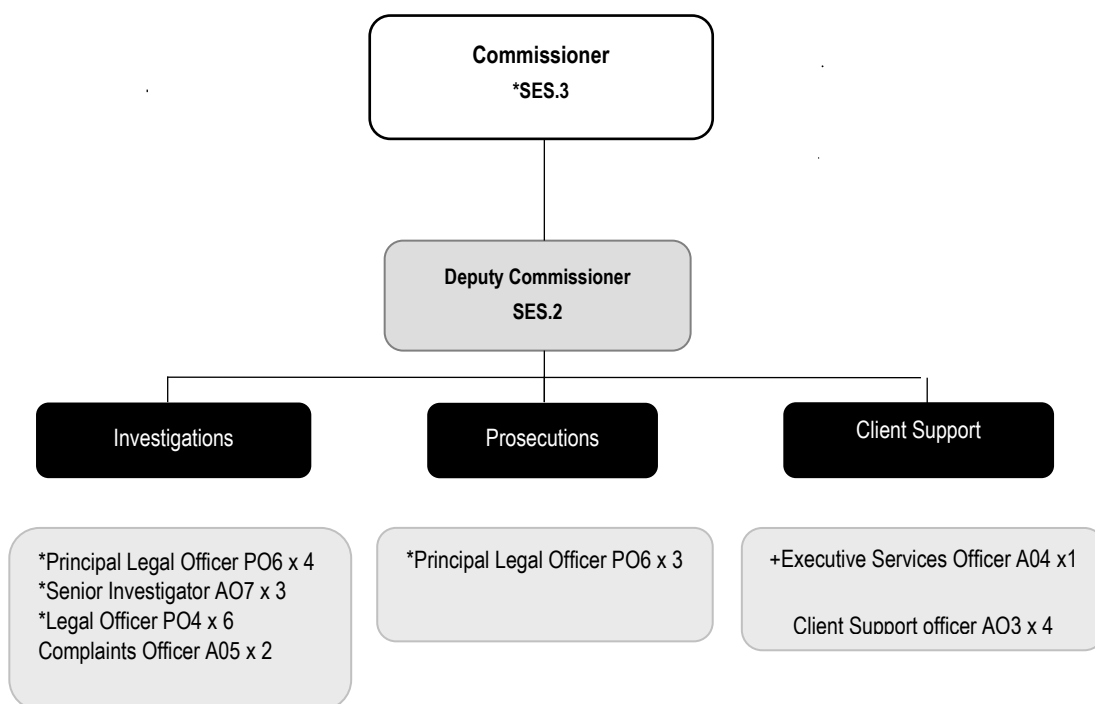 Commissioner
*SES.3
Deputy Commissioner
SES.2
Investigations
Prosecutions
Client Support
*Principal Legal Officer PO6 x 4
*Senior Investigator AO7 x 3
*Legal Officer PO4 x 6
Complaints Officer A05 x 2
*Principal Legal Officer PO6 x 3
+Executive Services Officer A04 x1
Client Support officer AO3 x 4